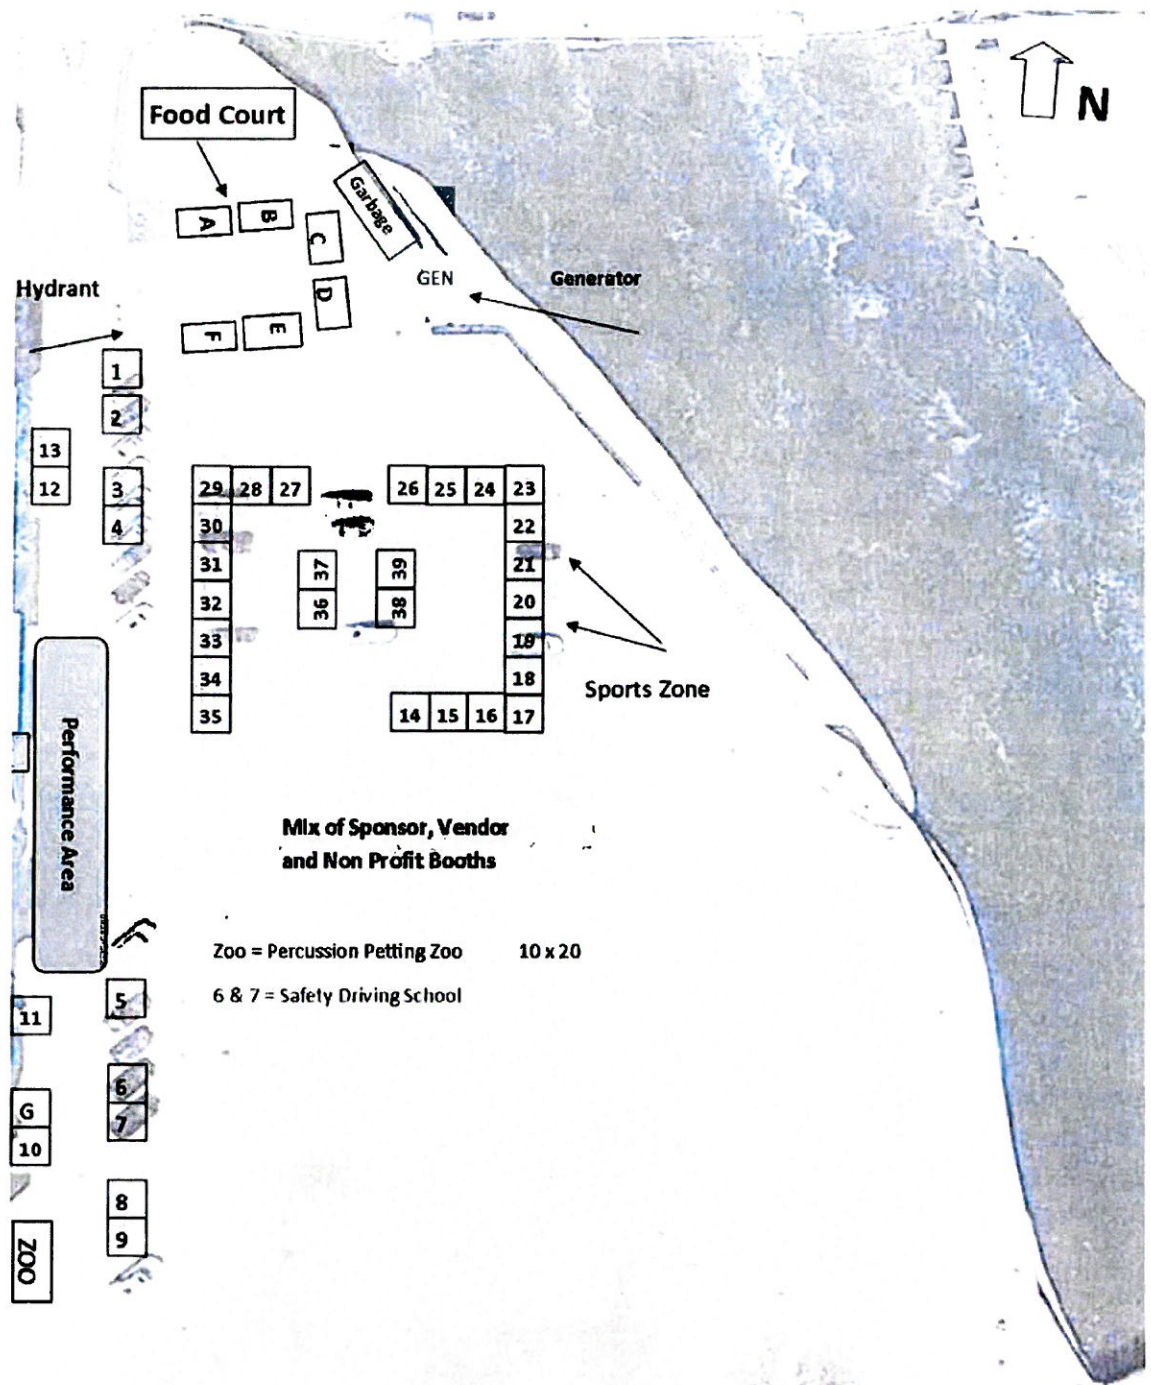 N
Food Court
Garbage
A
B
C
D
E
F
GEN
Generator
Hydrant
1
2
13
12
3
4
29 28 27
26 25 24 23
30
22
31
21
32
20
33
19
34
18
35
14 15 16 17
37
36
39
38
Sports Zone
Performance Area
Mix of Sponsor, Vendor
and Non Profit Booths
Zoo = Percussion Petting Zoo 10 x 20
6 & 7 = Safety Driving School
5
11
6
7
G
10
8
9
ZOO